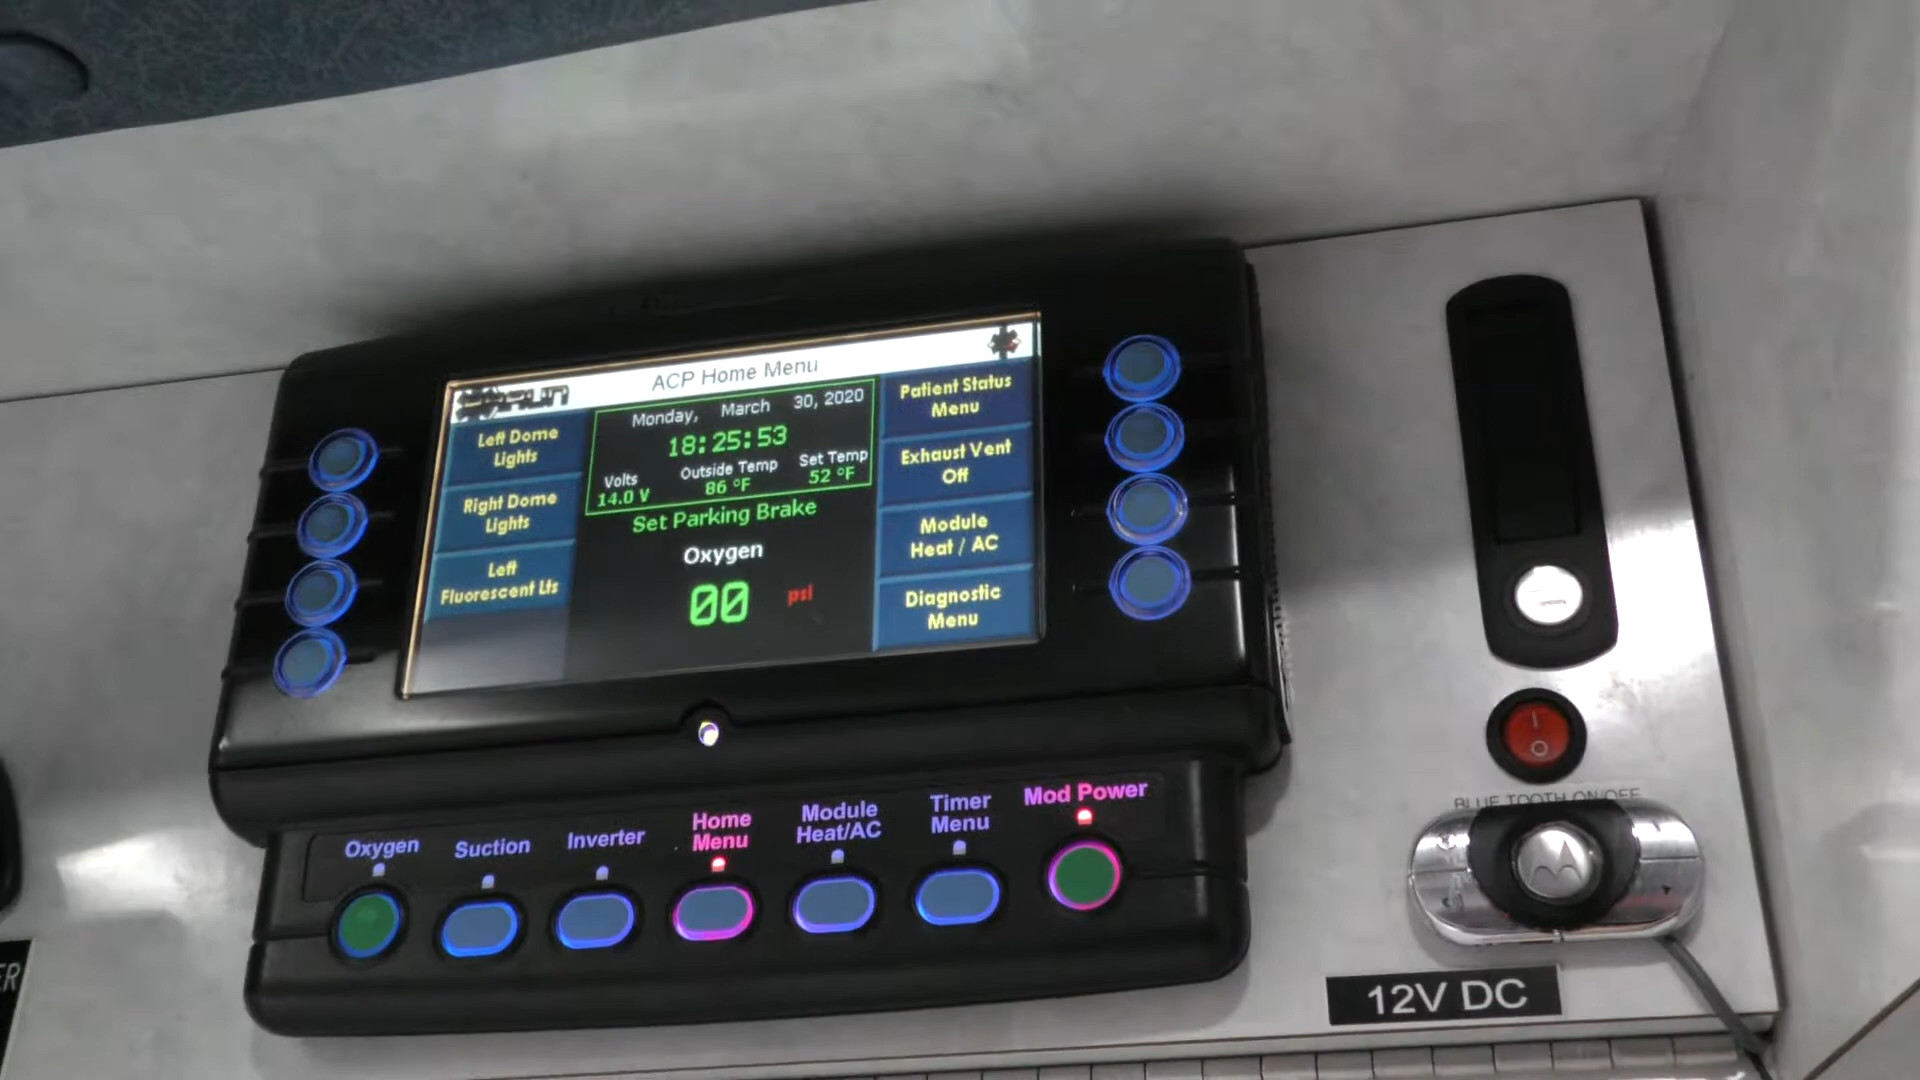 ACP Home Menu
BRAUN
Left Dome
Lights
Right Dome
Lights
Left
Fluorescent Lts
Monday, March 30, 2020
18:25:53
Volts
14.0 V
Outside Temp
86 °F
Set Temp
52 °F
Set Parking Brake
Oxygen
00 psi
Patient Status
Menu
Exhaust Vent
Off
Module
Heat / AC
Diagnostic
Menu
Oxygen
Suction
Inverter
Home
Menu
Module
Heat/AC
Timer
Menu
Mod Power
BLUE TOOTH ON/OFF
12V DC
ER